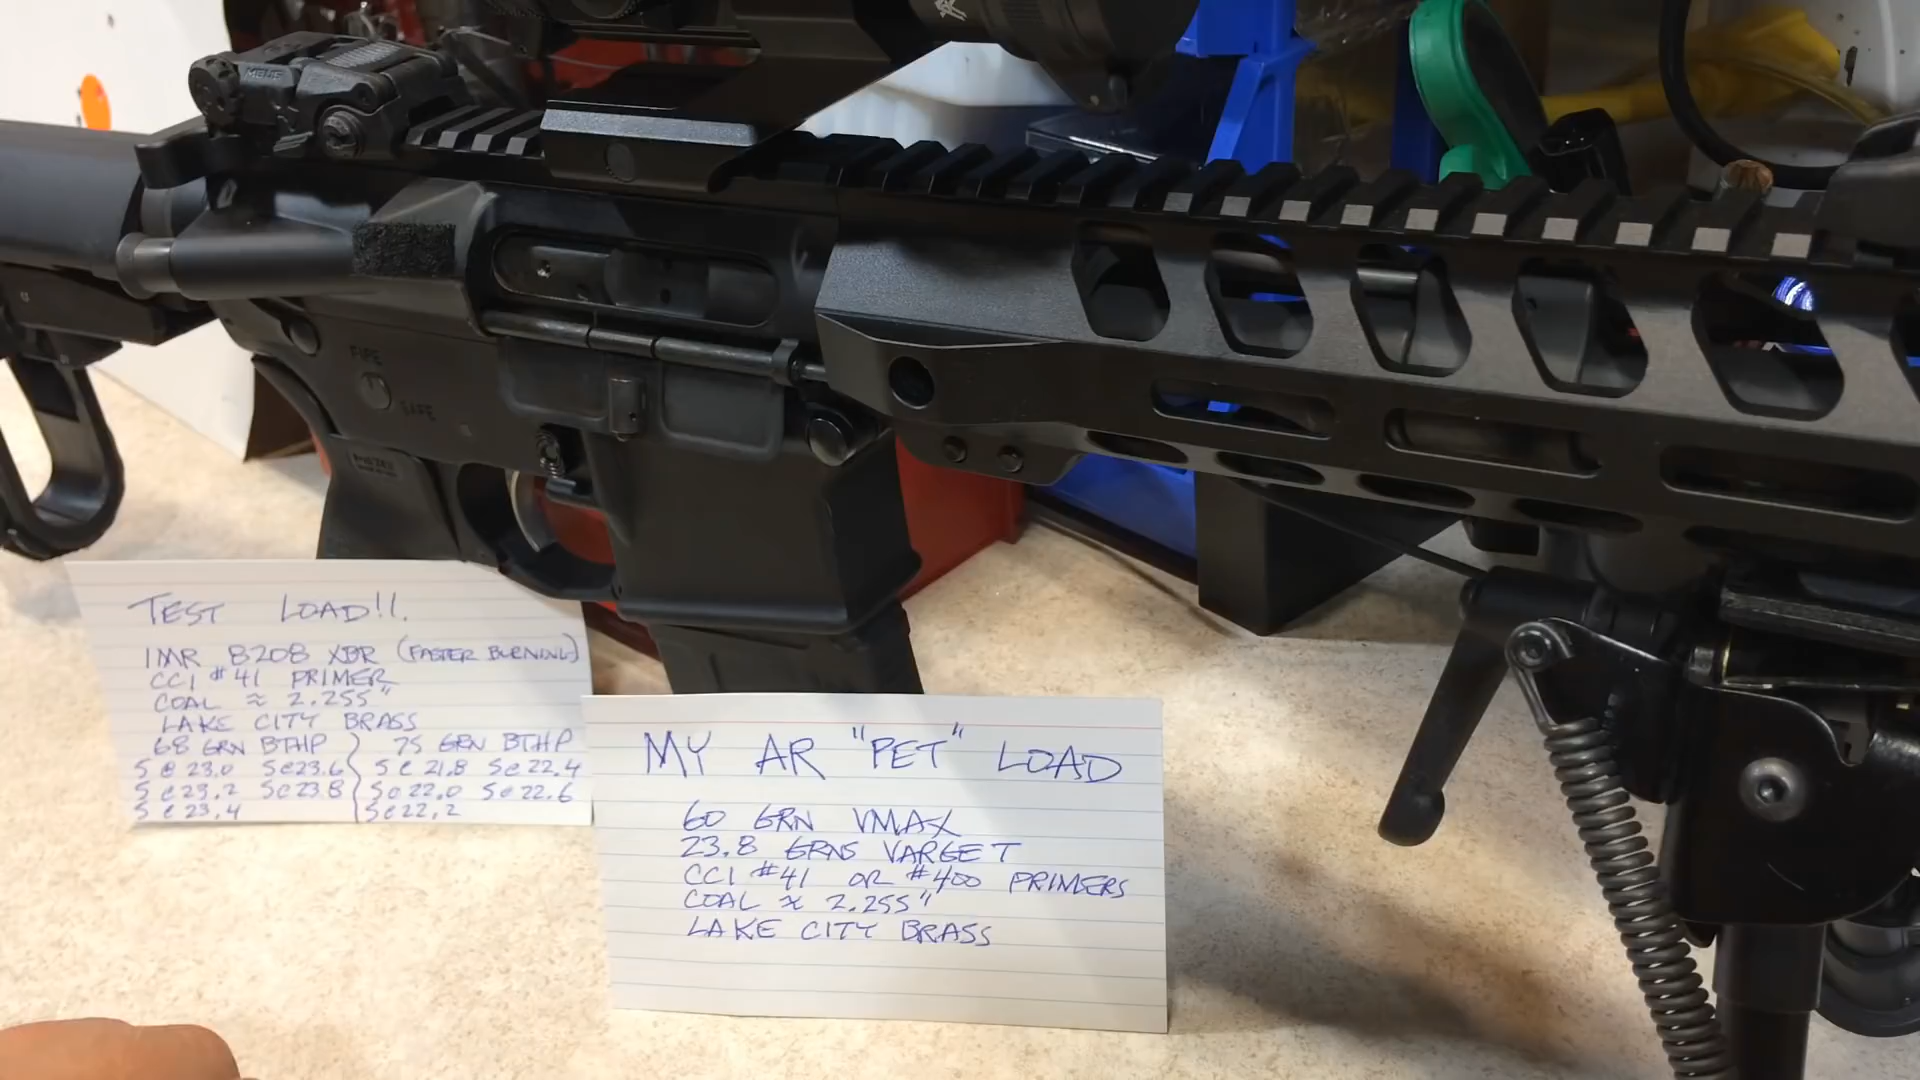 MBUS
FIRE
SAFE
TEST LOAD!!.
IMR 8208 XBR (FASTER BURNING)
CCI #41 PRIMER
COAL ≈ 2.255"
LAKE CITY BRASS
68 GRN BTHP } 75 GRN BTHP
5 @ 23.0 5@23.6 5@ 21.8 5@ 22.4
5@23.2 5@23.8 5@22.0 5@ 22.6
5@23.4 5@22.2
MY AR "PET" LOAD
60 GRN VMAX
23.8 GRNS VARGET
CCI #41 OR #400 PRIMERS
COAL ≈ 2.255"
LAKE CITY BRASS